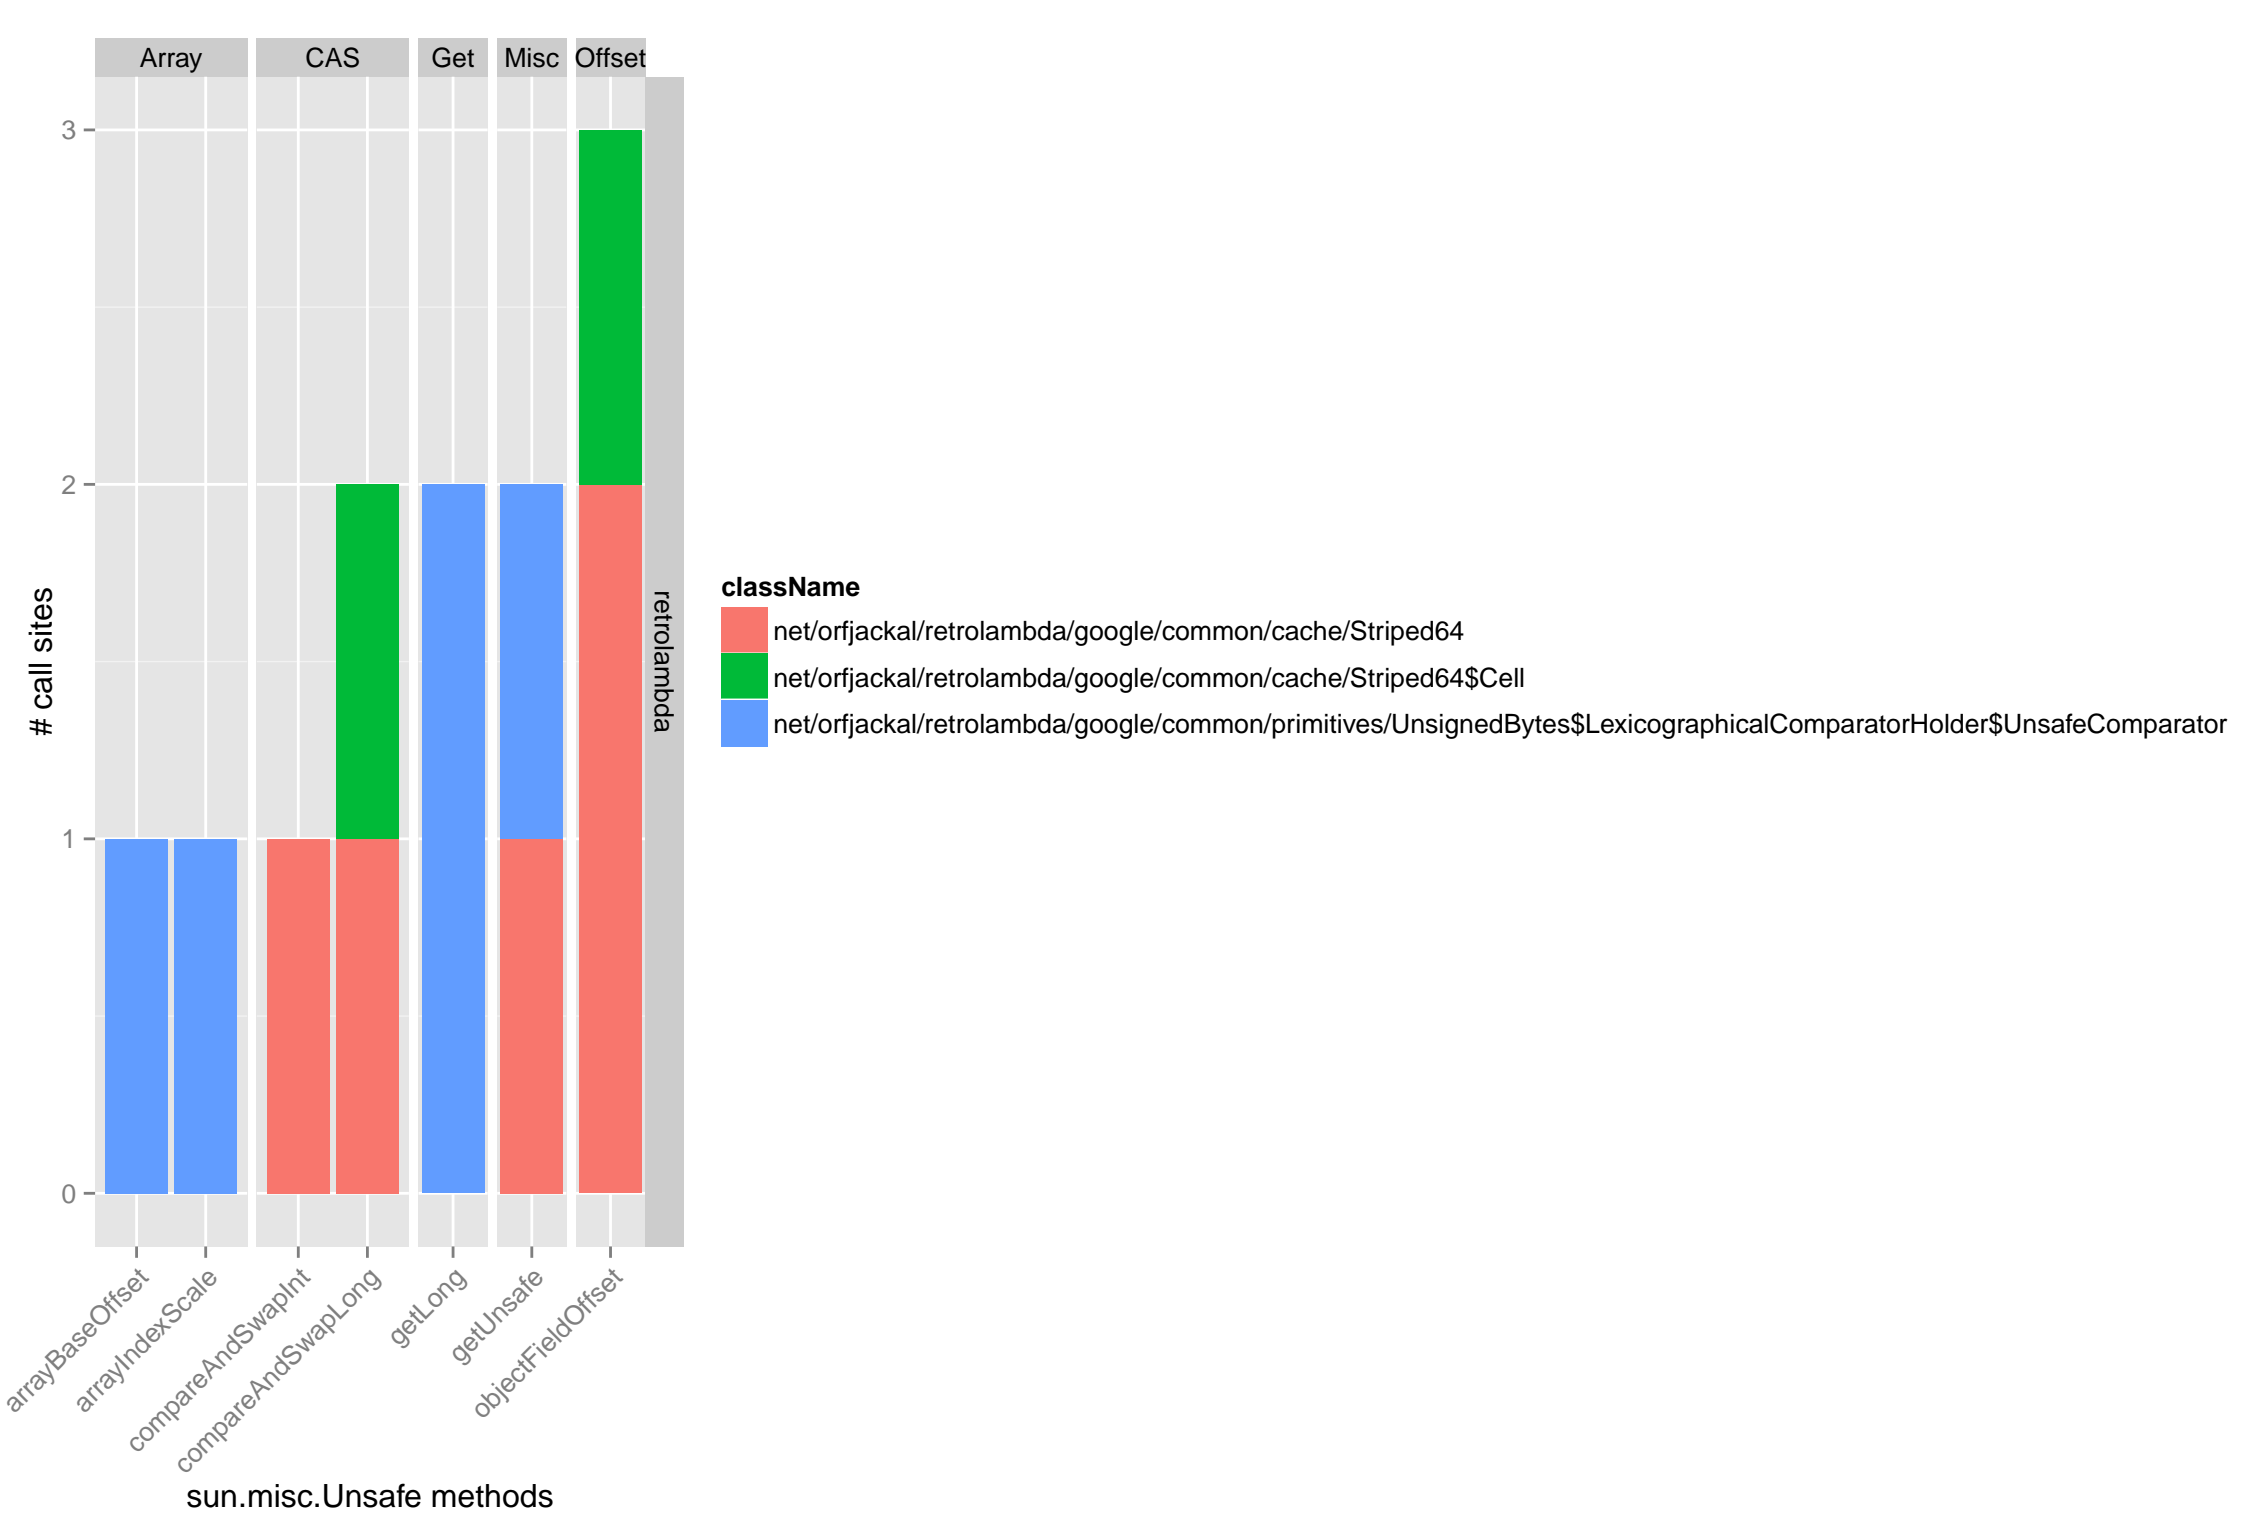 Array CAS Get Misc Offset
3
2
1
0
# call sites
retrolambda
className
net/orfjackal/retrolambda/google/common/cache/Striped64
net/orfjackal/retrolambda/google/common/cache/Striped64$Cell
net/orfjackal/retrolambda/google/common/primitives/UnsignedBytes$LexicographicalComparatorHolder$UnsafeComparator
arrayBaseOffset
arrayIndexScale
compareAndSwapInt
compareAndSwapLong
getLong
getUnsafe
objectFieldOffset
sun.misc.Unsafe methods